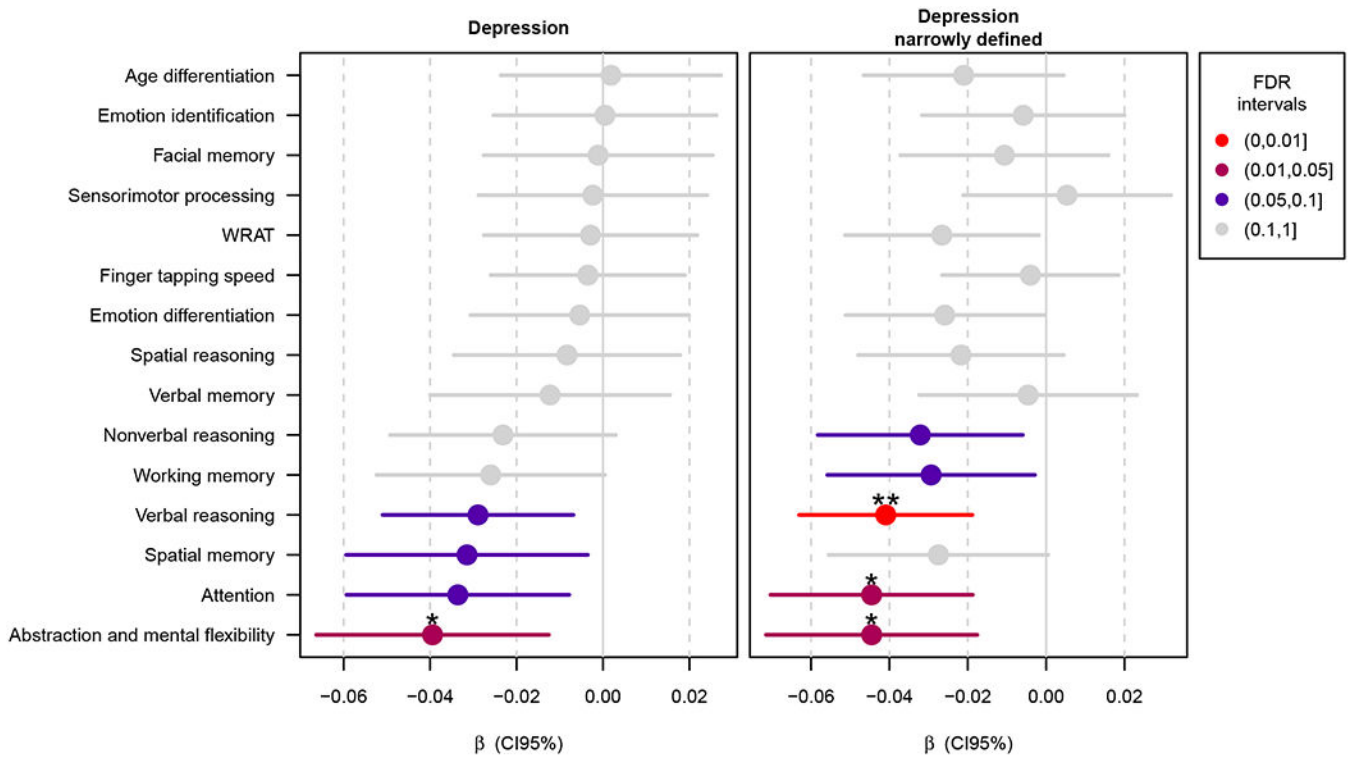 Depression
Depression
narrowly defined
Age differentiation
Emotion identification
Facial memory
Sensorimotor processing
WRAT
Finger tapping speed
Emotion differentiation
Spatial reasoning
Verbal memory
Nonverbal reasoning
Working memory
Verbal reasoning
Spatial memory
Attention
Abstraction and mental flexibility
*
**
*
*
−0.06 −0.04 −0.02 0.00 0.02
−0.06 −0.04 −0.02 0.00 0.02
β (CI95%)
β (CI95%)
FDR
intervals
(0,0.01]
(0.01,0.05]
(0.05,0.1]
(0.1,1]